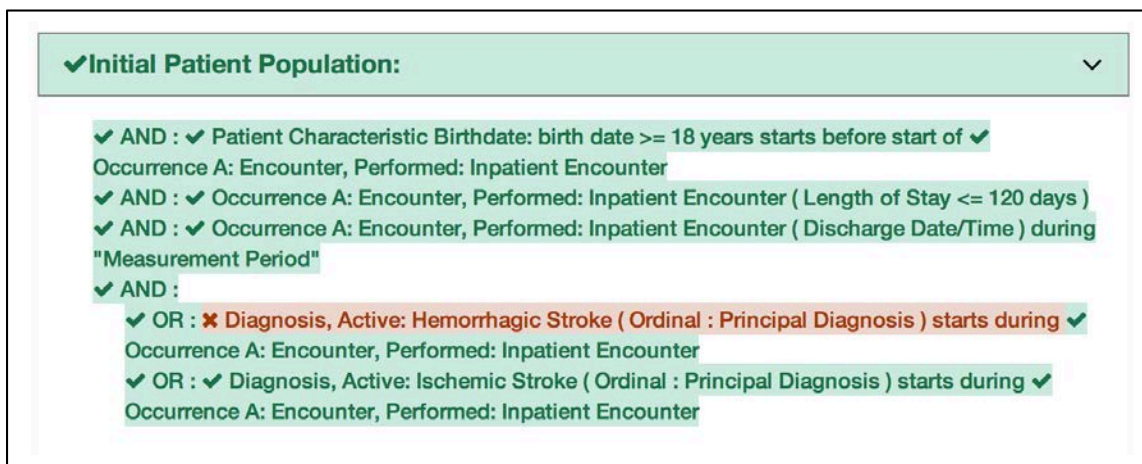 ✔Initial Patient Population:
✔ AND : ✔ Patient Characteristic Birthdate: birth date >= 18 years starts before start of ✔
Occurrence A: Encounter, Performed: Inpatient Encounter
✔ AND : ✔ Occurrence A: Encounter, Performed: Inpatient Encounter ( Length of Stay <= 120 days )
✔ AND : ✔ Occurrence A: Encounter, Performed: Inpatient Encounter ( Discharge Date/Time ) during
"Measurement Period"
✔ AND :
✔ OR : ✖ Diagnosis, Active: Hemorrhagic Stroke ( Ordinal : Principal Diagnosis ) starts during ✔
Occurrence A: Encounter, Performed: Inpatient Encounter
✔ OR : ✔ Diagnosis, Active: Ischemic Stroke ( Ordinal : Principal Diagnosis ) starts during ✔
Occurrence A: Encounter, Performed: Inpatient Encounter